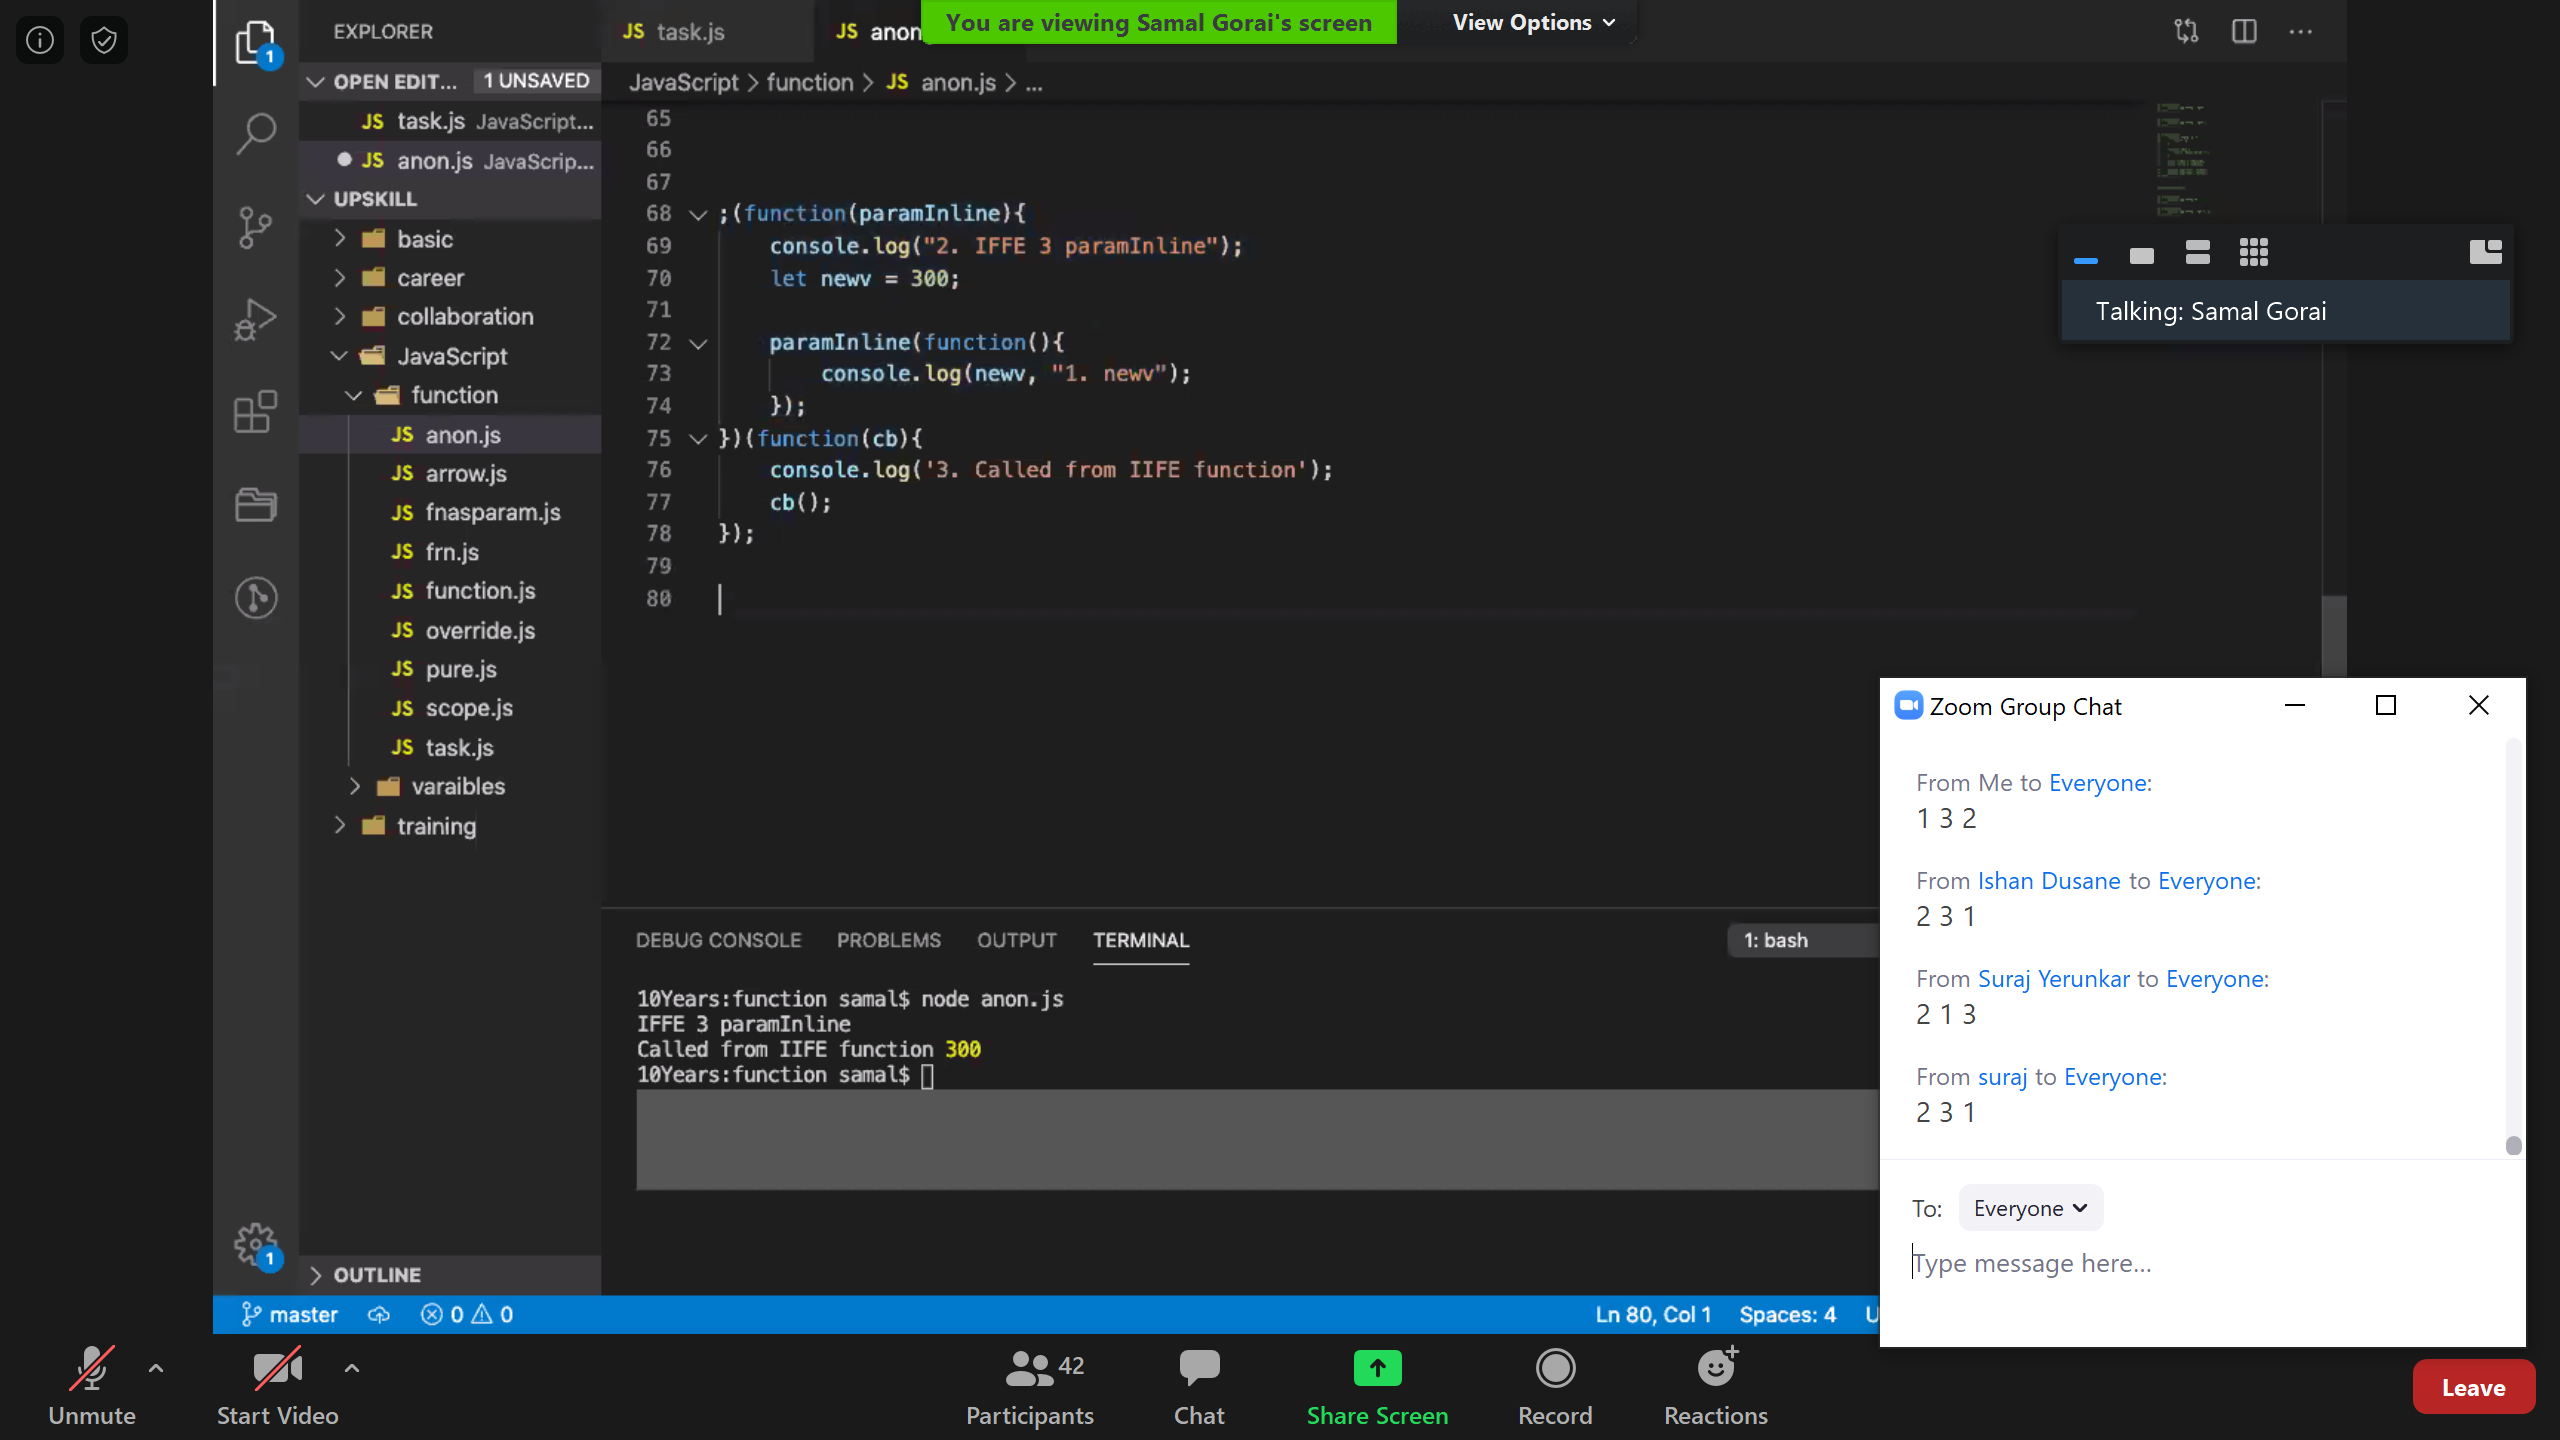 You are viewing Samal Gorai's screen
View Options
EXPLORER
OPEN EDIT... 1 UNSAVED
JS task.js JavaScript...
JS anon.js JavaScrip...
UPSKILL
basic
career
collaboration
JavaScript
function
JS anon.js
JS arrow.js
JS fnasparam.js
JS frn.js
JS function.js
JS override.js
JS pure.js
JS scope.js
JS task.js
varaibles
training
OUTLINE
1
1
JS task.js
JS anon
JavaScript > function > JS anon.js > ...
65
66
67
68 ;(function(paramInline){
69 console.log("2. IFFE 3 paramInline");
70 let newv = 300;
71
72 paramInline(function(){
73 console.log(newv, "1. newv");
74 });
75 })(function(cb){
76 console.log('3. Called from IIFE function');
77 cb();
78 });
79
80
Talking: Samal Gorai
DEBUG CONSOLE PROBLEMS OUTPUT TERMINAL
1: bash
10Years:function samal$ node anon.js
IFFE 3 paramInline
Called from IIFE function 300
10Years:function samal$
master 0 0
Ln 80, Col 1 Spaces: 4 U
Zoom Group Chat
From Me to Everyone:
1 3 2
From Ishan Dusane to Everyone:
2 3 1
From Suraj Yerunkar to Everyone:
2 1 3
From suraj to Everyone:
2 3 1
To: Everyone
Type message here...
Unmute
Start Video
42
Participants
Chat
Share Screen
Record
Reactions
Leave